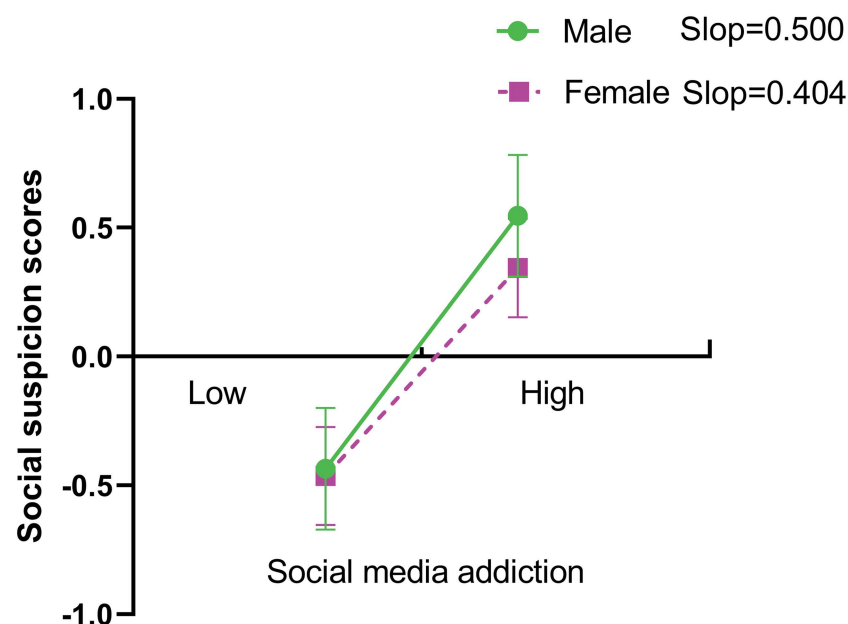 Male Slop=0.500
Female Slop=0.404
Social suspicion scores
1.0
0.5
0.0
-0.5
-1.0
Low High
Social media addiction